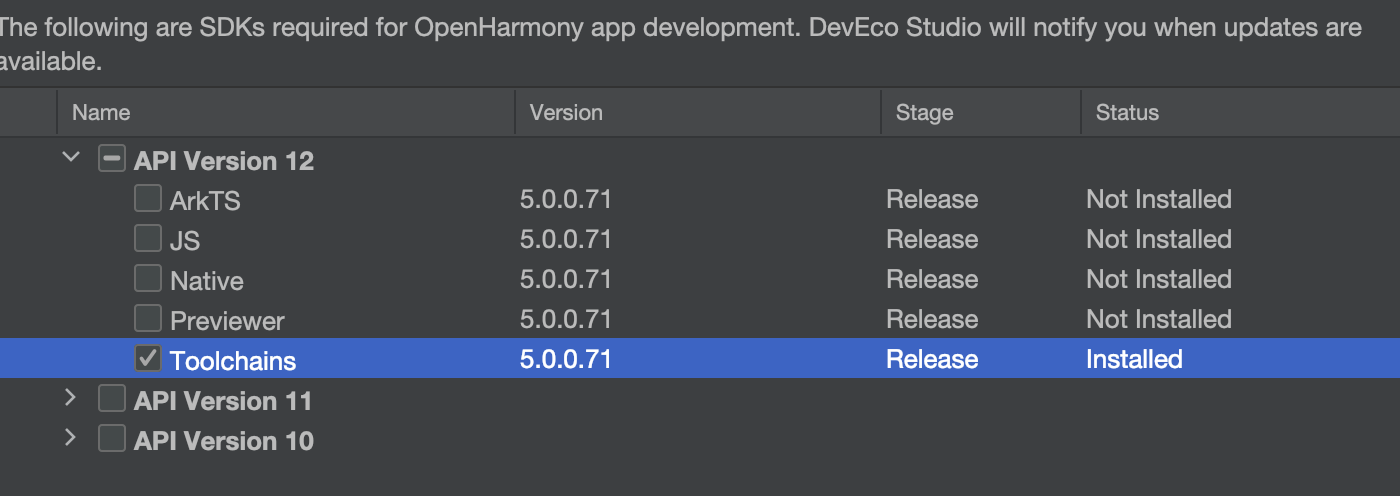 The following are SDKs required for OpenHarmony app development. DevEco Studio will notify you when updates are
available.
Name Version Stage Status
API Version 12
ArkTS 5.0.0.71 Release Not Installed
JS 5.0.0.71 Release Not Installed
Native 5.0.0.71 Release Not Installed
Previewer 5.0.0.71 Release Not Installed
Toolchains 5.0.0.71 Release Installed
API Version 11
API Version 10